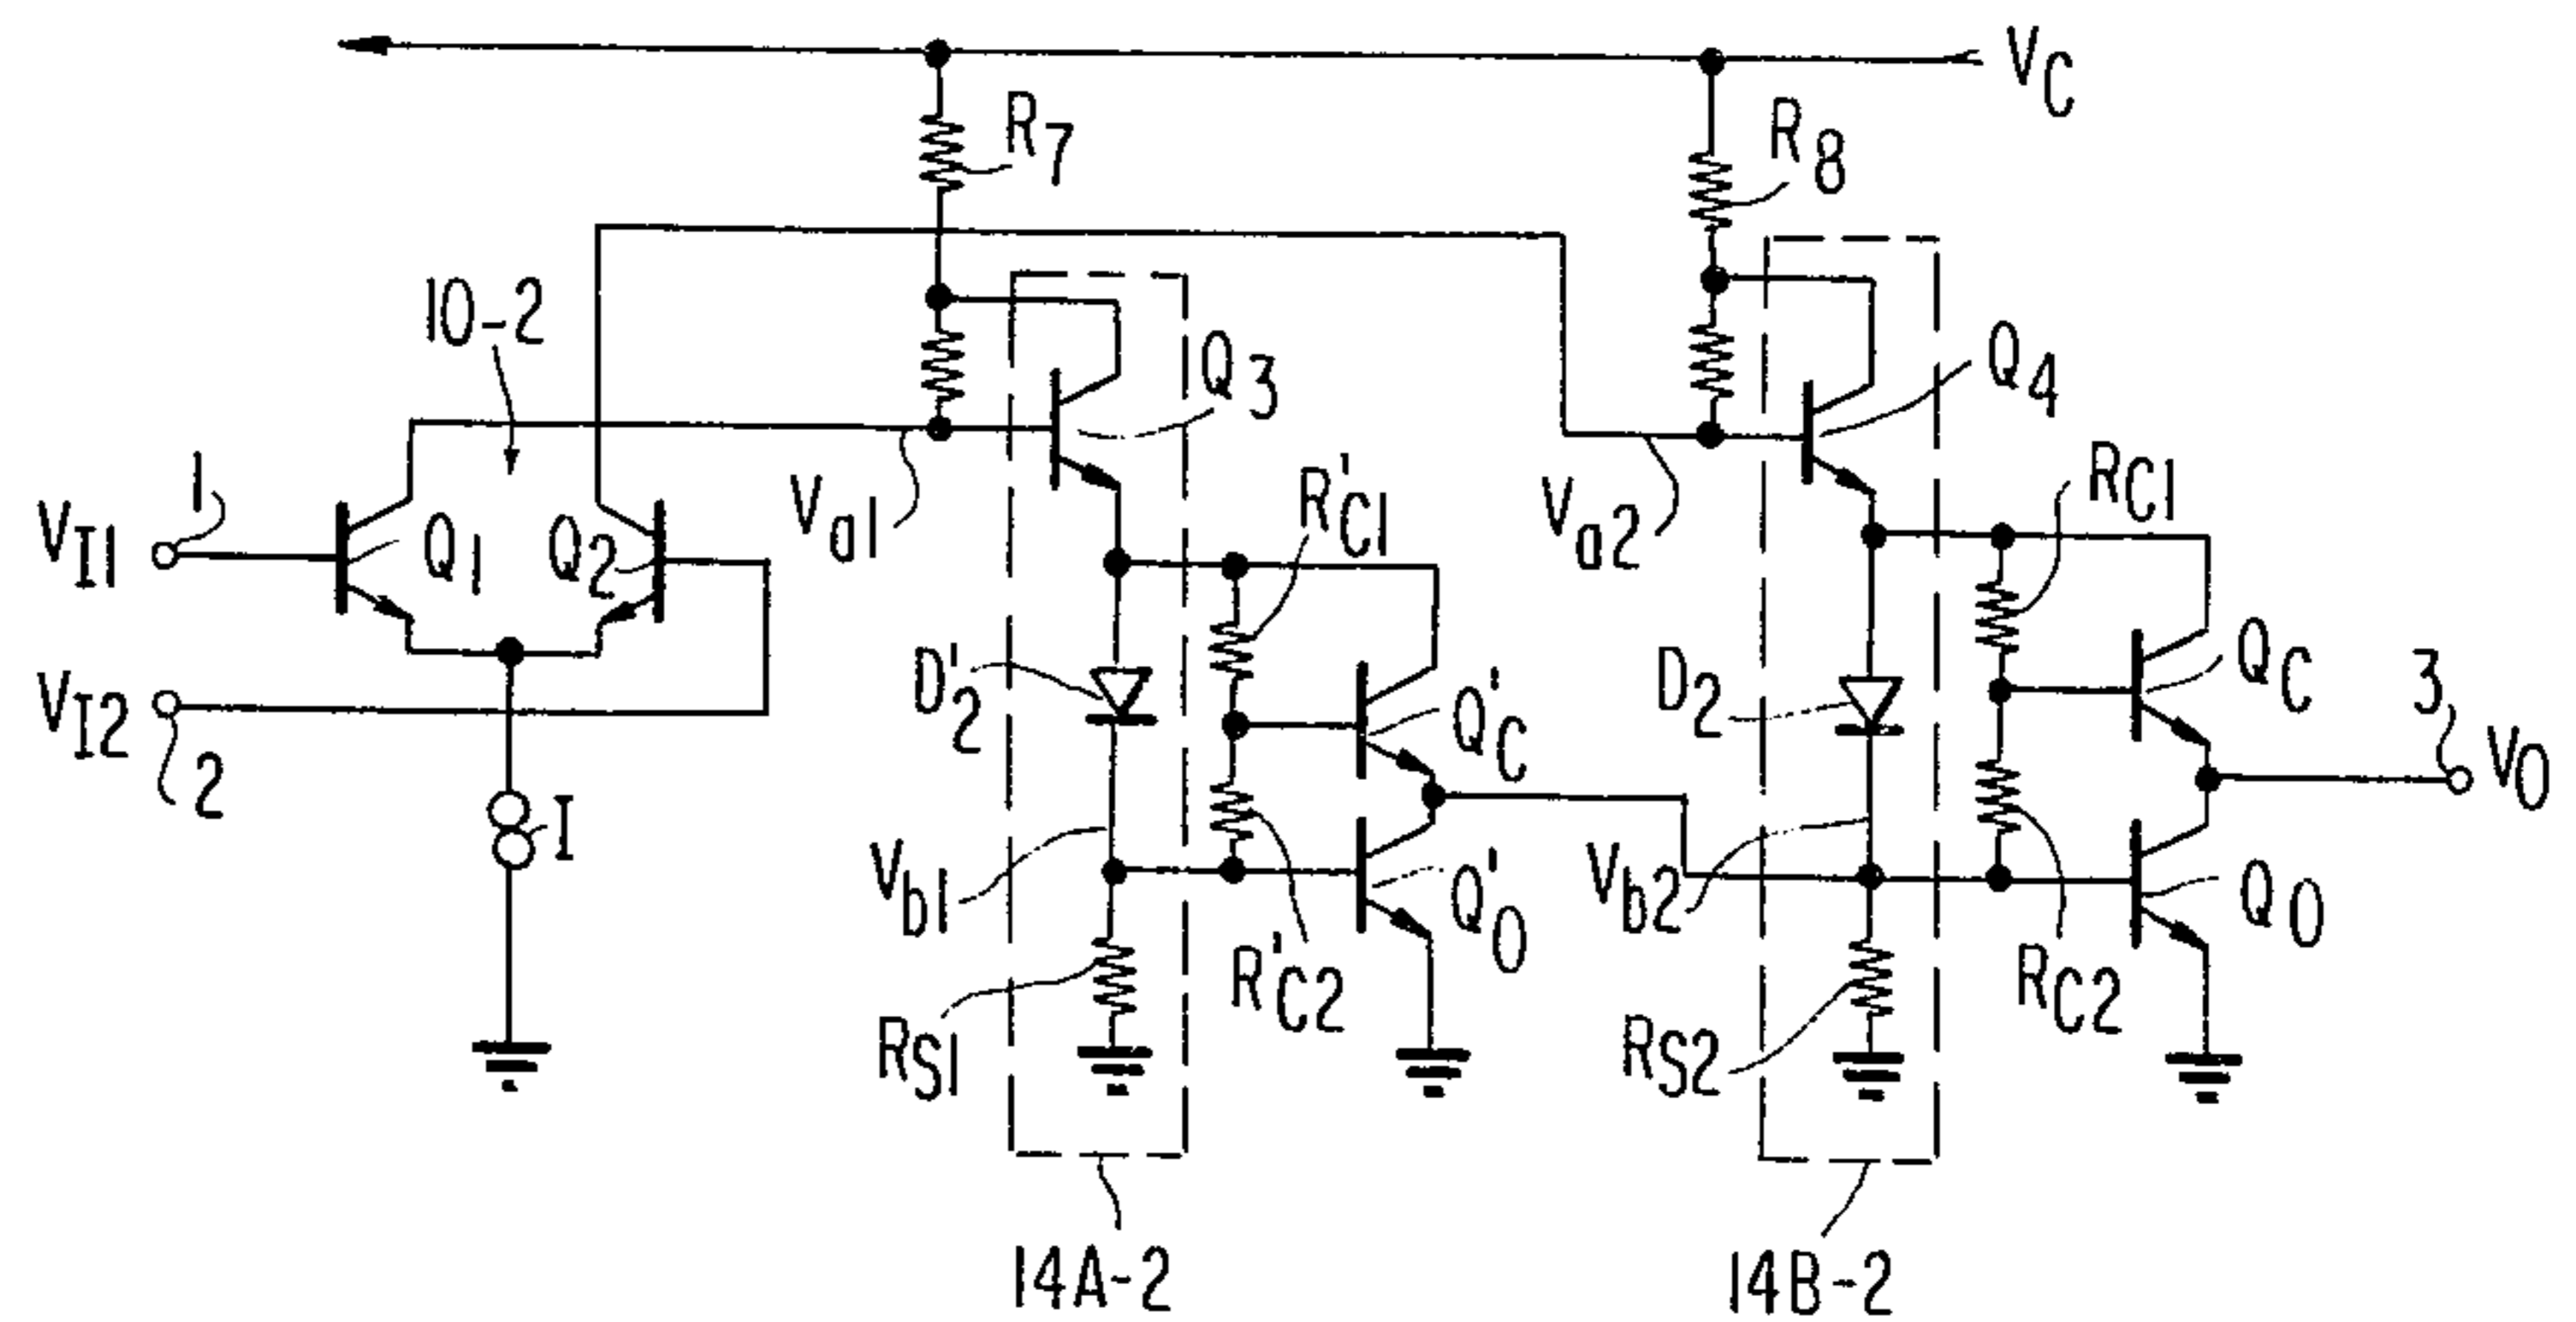 VC
R7
R8
10-2
Q3
Q4
1
VI1
Q1
Q2
Va1
R'C1
Va2
RC1
VI2
2
D'2
Q'C
D2
QC
3
VO
I
Vb1
Q'O
Vb2
QO
RS1
R'C2
RS2
RC2
14A-2
14B-2